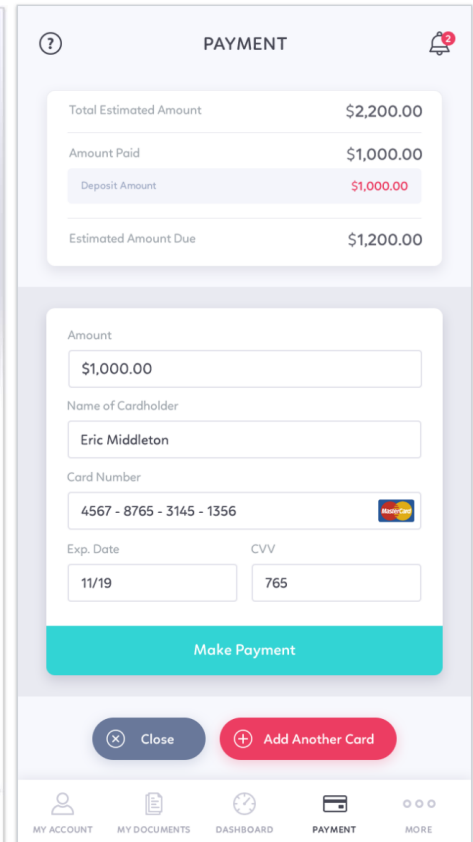 ?
PAYMENT
2
Total Estimated Amount $2,200.00
Amount Paid $1,000.00
Deposit Amount $1,000.00
Estimated Amount Due $1,200.00
Amount
$1,000.00
Name of Cardholder
Eric Middleton
Card Number
4567 - 8765 - 3145 - 1356 MasterCard
Exp. Date CVV
11/19 765
Make Payment
Close Add Another Card
MY ACCOUNT MY DOCUMENTS DASHBOARD PAYMENT MORE